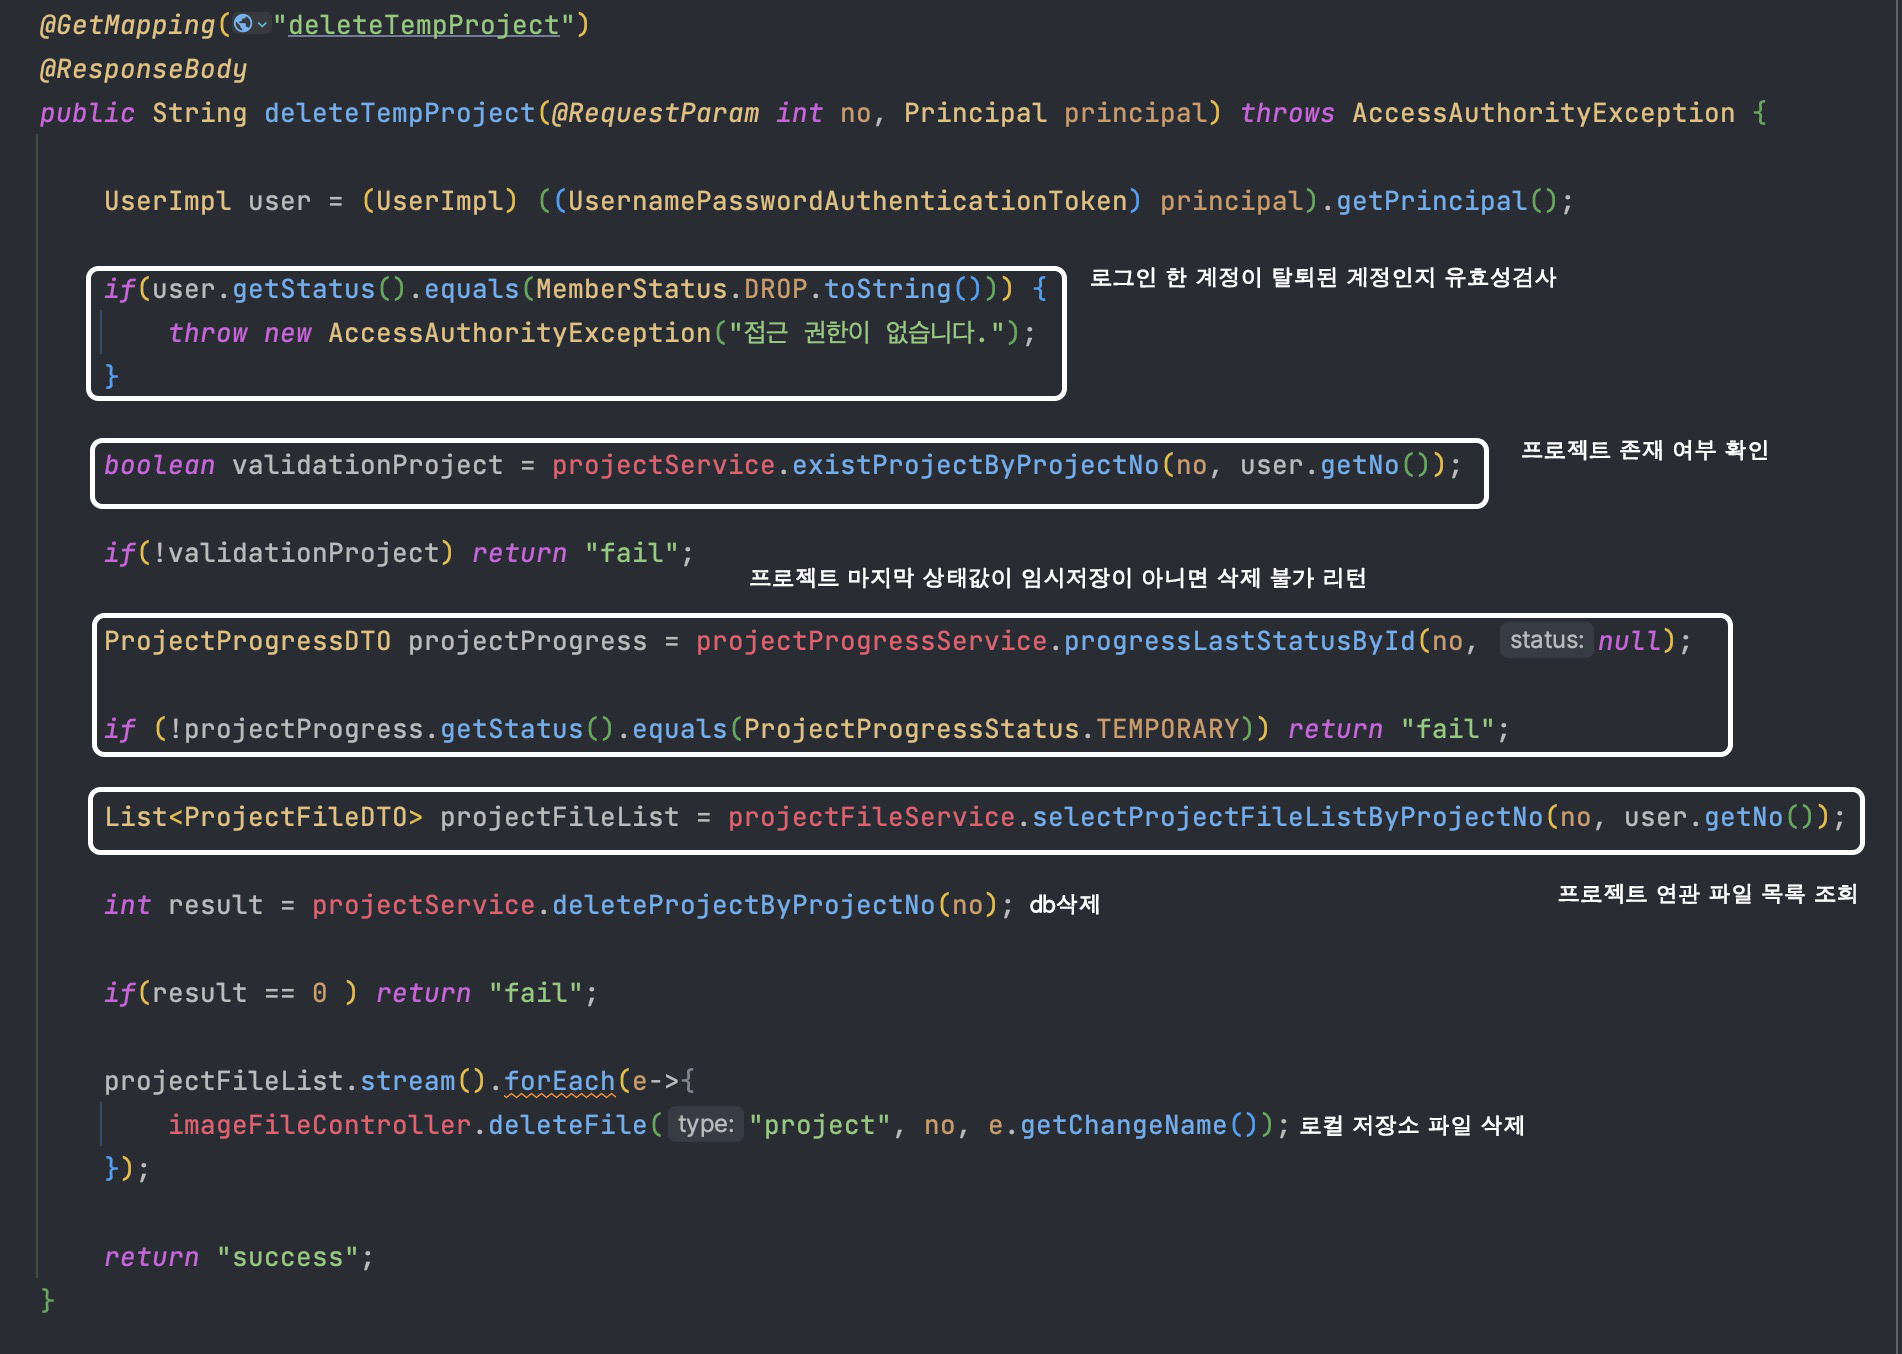 @GetMapping("deleteTempProject")
@ResponseBody
public String deleteTempProject(@RequestParam int no, Principal principal) throws AccessAuthorityException {
UserImpl user = (UserImpl) ((UsernamePasswordAuthenticationToken) principal).getPrincipal();
if(user.getStatus().equals(MemberStatus.DROP.toString())) {
로그인 한 계정이 탈퇴된 계정인지 유효성검사
throw new AccessAuthorityException("접근 권한이 없습니다.");
}
프로젝트 존재 여부 확인
boolean validationProject = projectService.existProjectByProjectNo(no, user.getNo());
if(!validationProject) return "fail";
프로젝트 마지막 상태값이 임시저장이 아니면 삭제 불가 리턴
ProjectProgressDTO projectProgress = projectProgressService.progressLastStatusById(no, status: null);
if (!projectProgress.getStatus().equals(ProjectProgressStatus.TEMPORARY)) return "fail";
List<ProjectFileDTO> projectFileList = projectFileService.selectProjectFileListByProjectNo(no, user.getNo());
프로젝트 연관 파일 목록 조회
int result = projectService.deleteProjectByProjectNo(no); db삭제
if(result == 0 ) return "fail";
projectFileList.stream().forEach(e->{
imageFileController.deleteFile( type: "project", no, e.getChangeName()); 로컬 저장소 파일 삭제
});
return "success";
}